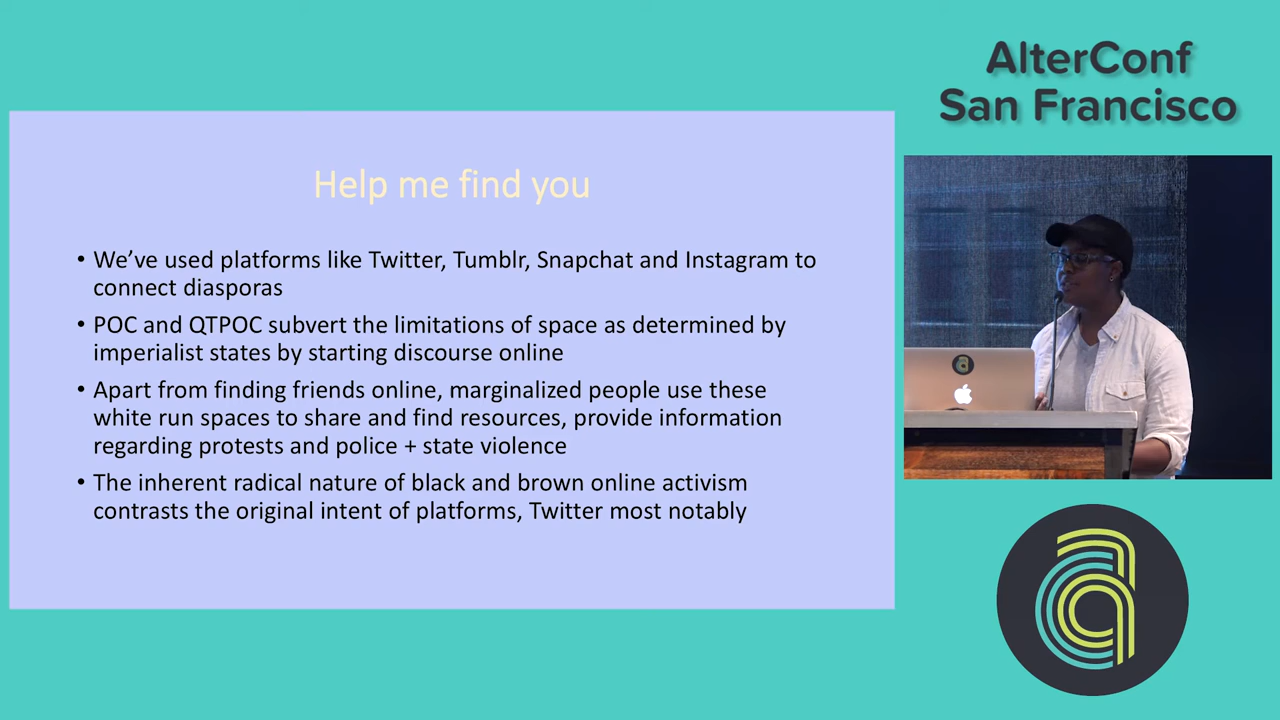 AlterConf
San Francisco
Help me find you
• We’ve used platforms like Twitter, Tumblr, Snapchat and Instagram to
connect diasporas
• POC and QTPOC subvert the limitations of space as determined by
imperialist states by starting discourse online
• Apart from finding friends online, marginalized people use these
white run spaces to share and find resources, provide information
regarding protests and police + state violence
• The inherent radical nature of black and brown online activism
contrasts the original intent of platforms, Twitter most notably